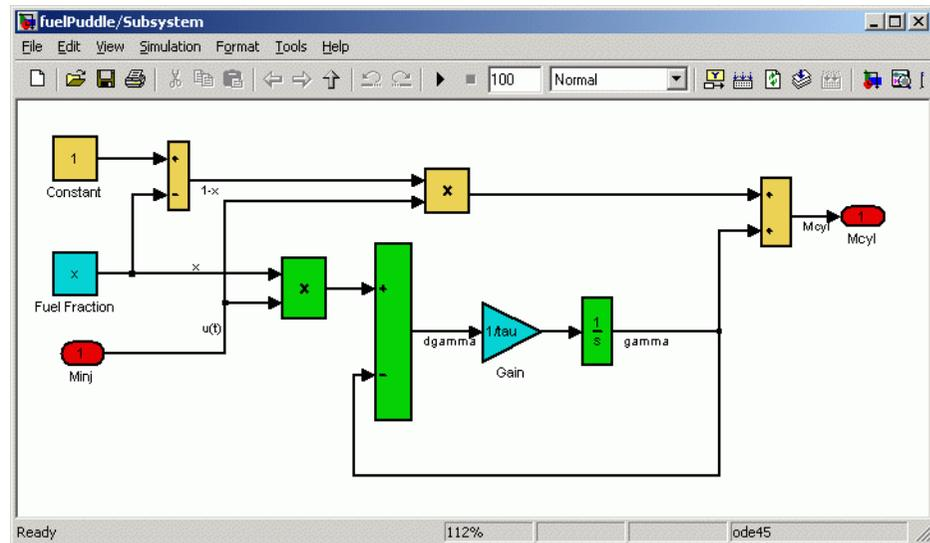 fuelPuddle/Subsystem
File Edit View Simulation Format Tools Help
100 Normal
1
Constant
+
-
1-x
x
+
+
Mcyl
1
Mcyl
x
Fuel Fraction
x
x
+
-
dgamma
1/tau
Gain
1
s
gamma
u(t)
1
Minj
Ready 112% ode45